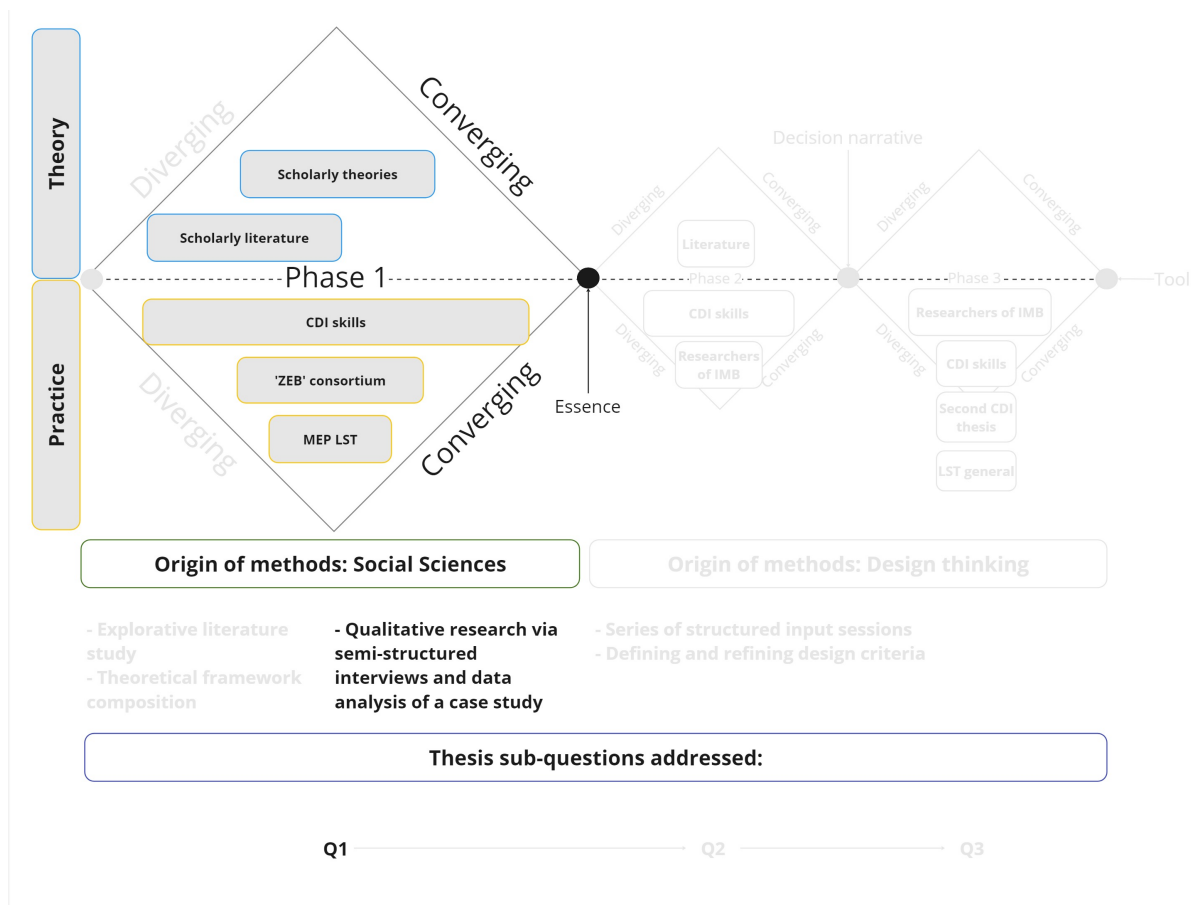 Theory
Practice
Diverging
Converging
Scholarly theories
Scholarly literature
Phase 1
CDI skills
'ZEB' consortium
MEP LST
Diverging
Converging
Essence
Decision narrative
Diverging
Converging
Literature
Phase 2
CDI skills
Researchers
of IMB
Diverging
Converging
Diverging
Converging
Phase 3
Tool
Researchers of IMB
CDI skills
Second CDI
thesis
LST general
Diverging
Converging
Origin of methods: Social Sciences
Origin of methods: Design thinking
- Explorative literature
study
- Theoretical framework
composition
- Qualitative research via
semi-structured
interviews and data
analysis of a case study
- Series of structured input sessions
- Defining and refining design criteria
Thesis sub-questions addressed:
Q1
Q2
Q3